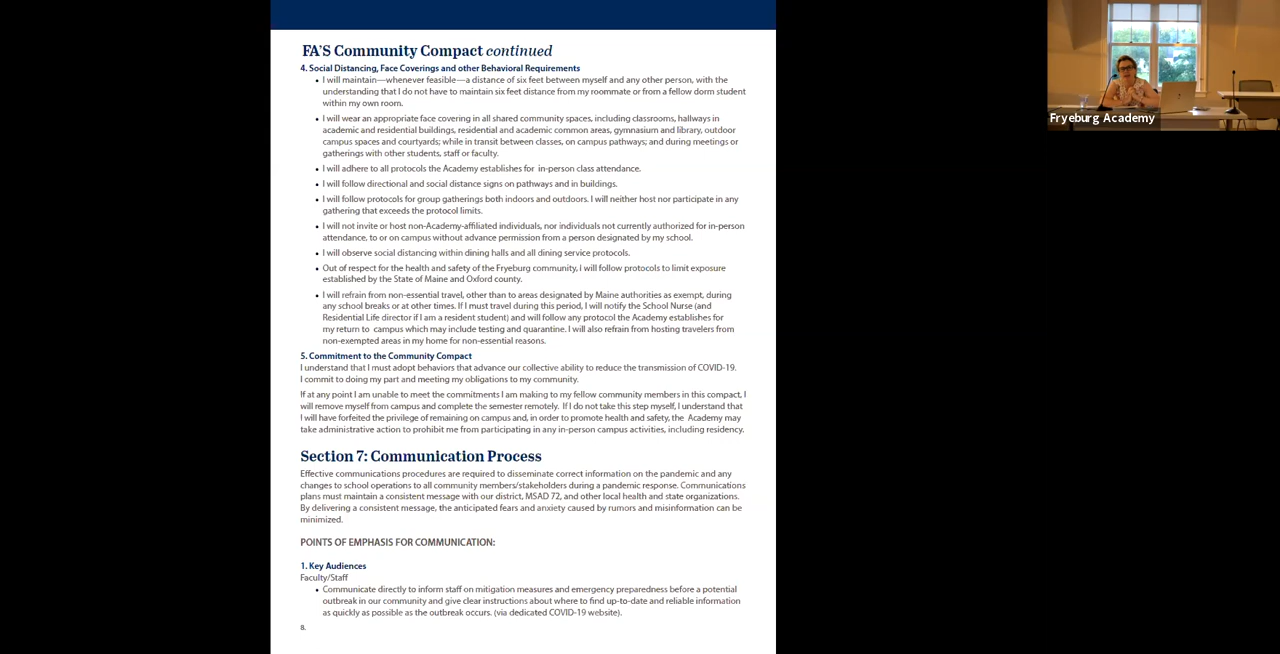 FA'S Community Compact continued
4. Social Distancing, Face Coverings and other Behavioral Requirements
• I will maintain—whenever feasible—a distance of six feet between myself and any other person, with the
understanding that I do not have to maintain six feet distance from my roommate or from a fellow dorm student
within my own room.
• I will wear an appropriate face covering in all shared community spaces, including classrooms, hallways in
academic and residential buildings, residential and academic common areas, gymnasium and library, outdoor
campus spaces and courtyards; while in transit between classes, on campus pathways; and during meetings or
gatherings with other students, staff or faculty.
• I will adhere to all protocols the Academy establishes for in-person class attendance.
• I will follow directional and social distance signs on pathways and in buildings.
• I will follow protocols for group gatherings both indoors and outdoors. I will neither host nor participate in any
gathering that exceeds the protocol limits.
• I will not invite or host non-Academy-affiliated individuals, nor individuals not currently authorized for in-person
attendance, to or on campus without advance permission from a person designated by my school.
• I will observe social distancing within dining halls and all dining service protocols.
• Out of respect for the health and safety of the Fryeburg community, I will follow protocols to limit exposure
established by the State of Maine and Oxford county.
• I will refrain from non-essential travel, other than to areas designated by Maine authorities as exempt, during
any school breaks or at other times. If I must travel during this period, I will notify the School Nurse (and
Residential Life director if I am a resident student) and will follow any protocol the Academy establishes for
my return to campus which may include testing and quarantine. I will also refrain from hosting travelers from
non-exempted areas in my home for non-essential reasons.
5. Commitment to the Community Compact
I understand that I must adopt behaviors that advance our collective ability to reduce the transmission of COVID-19.
I commit to doing my part and meeting my obligations to my community.
If at any point I am unable to meet the commitments I am making to my fellow community members in this compact, I
will remove myself from campus and complete the semester remotely. If I do not take this step myself, I understand that
I will have forfeited the privilege of remaining on campus and, in order to promote health and safety, the Academy may
take administrative action to prohibit me from participating in any in-person campus activities, including residency.
Section 7: Communication Process
Effective communications procedures are required to disseminate correct information on the pandemic and any
changes to school operations to all community members/stakeholders during a pandemic response. Communications
plans must maintain a consistent message with our district, MSAD 72, and other local health and state organizations.
By delivering a consistent message, the anticipated fears and anxiety caused by rumors and misinformation can be
minimized.
POINTS OF EMPHASIS FOR COMMUNICATION:
1. Key Audiences
Faculty/Staff
• Communicate directly to inform staff on mitigation measures and emergency preparedness before a potential
outbreak in our community and give clear instructions about where to find up-to-date and reliable information
as quickly as possible as the outbreak occurs. (via dedicated COVID-19 website).
8.
Fryeburg Academy